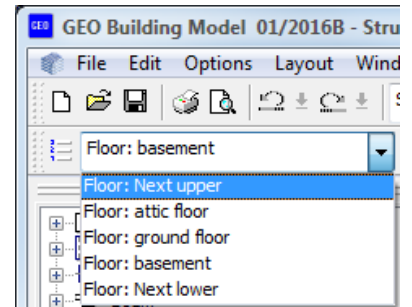 GEO GEO Building Model 01/2016B - Stru
File Edit Options Layout Wind
Floor: basement
Floor: Next upper
Floor: attic floor
Floor: ground floor
Floor: basement
Floor: Next lower